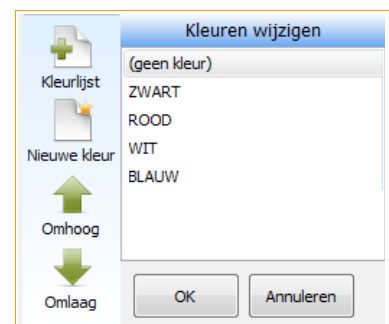 Kleuren wijzigen
Kleurlijst
Nieuwe kleur
Omhoog
Omlaag
(geen kleur)
ZWART
ROOD
WIT
BLAUW
OK
Annuleren